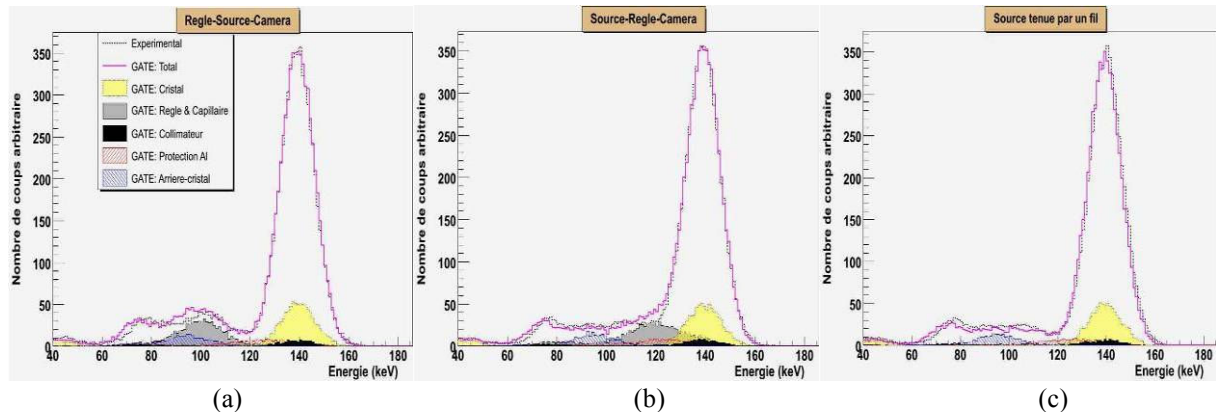 Regle-Source-Camera
Nombre de coups arbitraire
350
300
250
200
150
100
50
0
Experimental
GATE: Total
GATE: Cristal
GATE: Regle & Capillaire
GATE: Collimateur
GATE: Protection Al
GATE: Arriere-cristal
40 60 80 100 120 140 160 180
Energie (keV)
(a)
Source-Regle-Camera
Nombre de coups arbitraire
350
300
250
200
150
100
50
0
40 60 80 100 120 140 160 180
Energie (keV)
(b)
Source tenue par un fil
Nombre de coups arbitraire
350
300
250
200
150
100
50
0
40 60 80 100 120 140 160 180
Energie (keV)
(c)